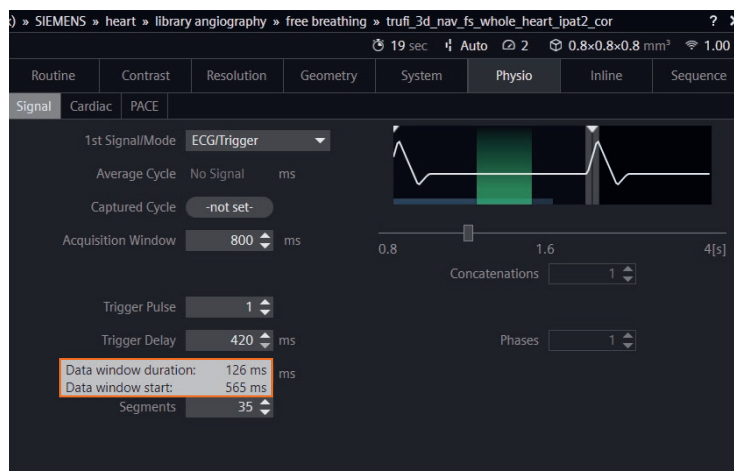 :) » SIEMENS » heart » library angiography » free breathing » trufi_3d_nav_fs_whole_heart_ipat2_cor ?
19 sec Auto 2 0.8×0.8×0.8 mm³ 1.00
Routine Contrast Resolution Geometry System Physio Inline Sequence
Signal Cardiac PACE
1st Signal/Mode ECG/Trigger
Average Cycle No Signal ms
Captured Cycle -not set-
Acquisition Window 800 ms
0.8 1.6 4[s]
Concatenations 1
Trigger Pulse 1
Trigger Delay 420 ms Phases 1
Data window duration: 126 ms ms
Data window start: 565 ms
Segments 35